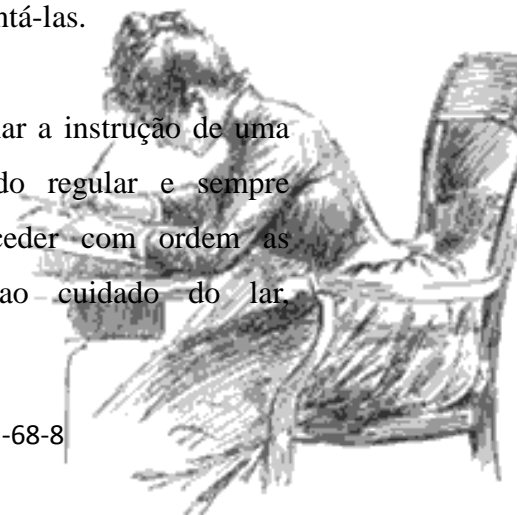 ntá-las.
ar a instrução de uma
do regular e sempre
ceder com ordem as
ao cuidado do lar,
-68-8